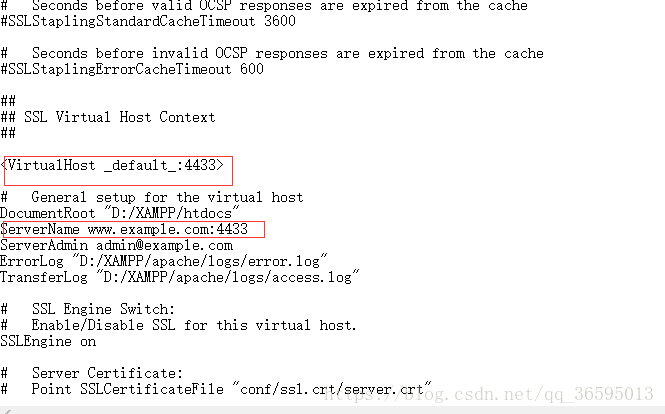 #   Seconds before valid OCSP responses are expired from the cache
#SSLStaplingStandardCacheTimeout 3600
#   Seconds before invalid OCSP responses are expired from the cache
#SSLStaplingErrorCacheTimeout 600
##
## SSL Virtual Host Context
##
<VirtualHost _default_:4433>
#   General setup for the virtual host
DocumentRoot "D:/XAMPP/htdocs"
ServerName www.example.com:4433
ServerAdmin admin@example.com
ErrorLog "D:/XAMPP/apache/logs/error.log"
TransferLog "D:/XAMPP/apache/logs/access.log"
#   SSL Engine Switch:
#   Enable/Disable SSL for this virtual host.
SSLEngine on
#   Server Certificate:
#   Point SSLCertificateFile "conf/ssl.crt/server.crt"
https://blog.csdn.net/qq_36595013